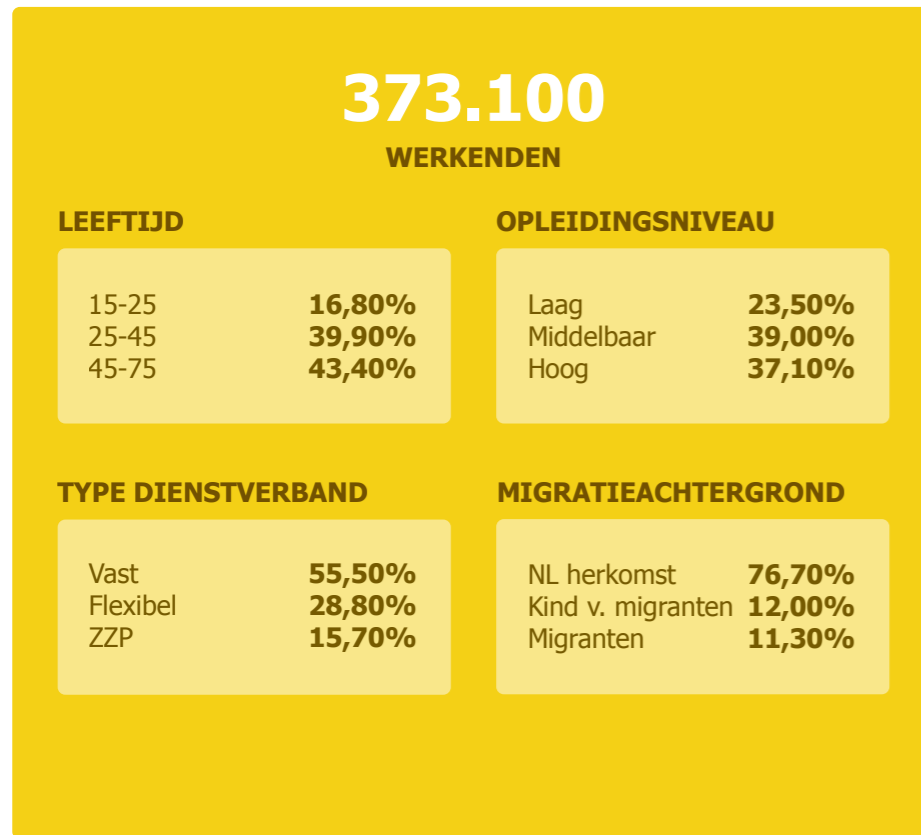 373.100
WERKENDEN
LEEFTIJD
15-25 16,80%
25-45 39,90%
45-75 43,40%
OPLEIDINGSNIVEAU
Laag 23,50%
Middelbaar 39,00%
Hoog 37,10%
TYPE DIENSTVERBAND
Vast 55,50%
Flexibel 28,80%
ZZP 15,70%
MIGRATIEACHTERGROND
NL herkomst 76,70%
Kind v. migranten 12,00%
Migranten 11,30%